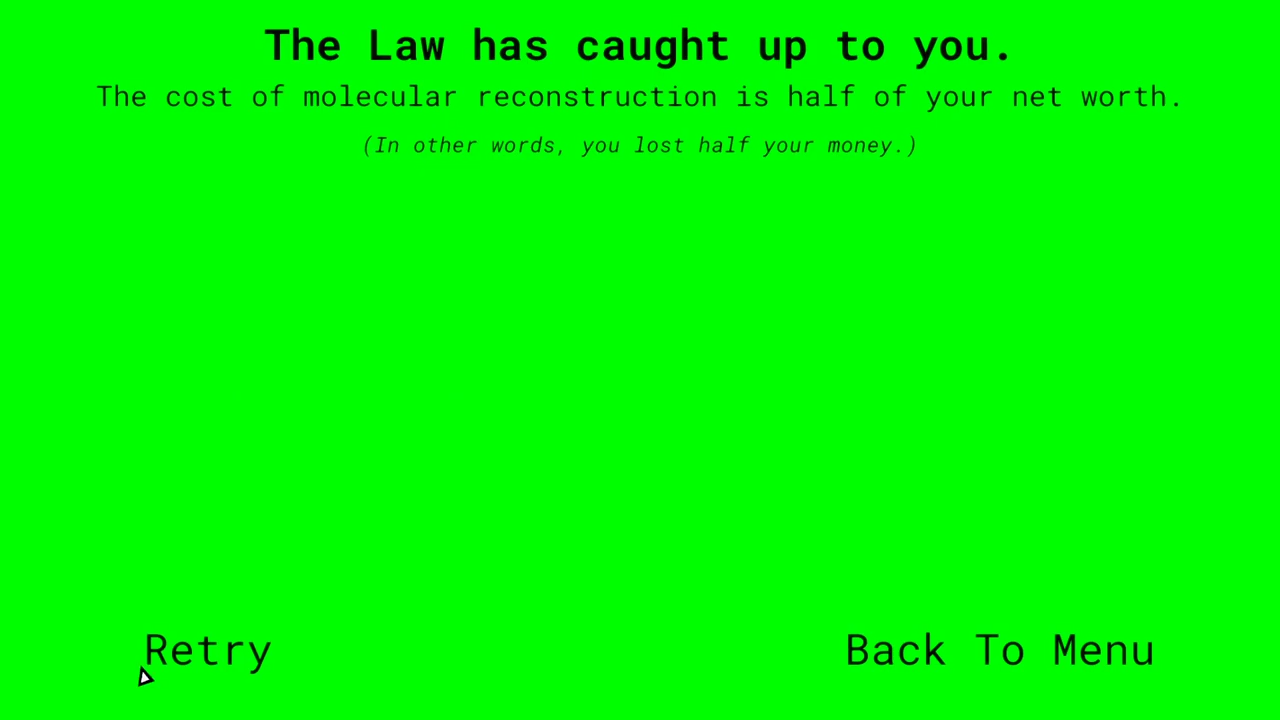 The Law has caught up to you.
The cost of molecular reconstruction is half of your net worth.
(In other words, you lost half your money.)
Retry
Back To Menu